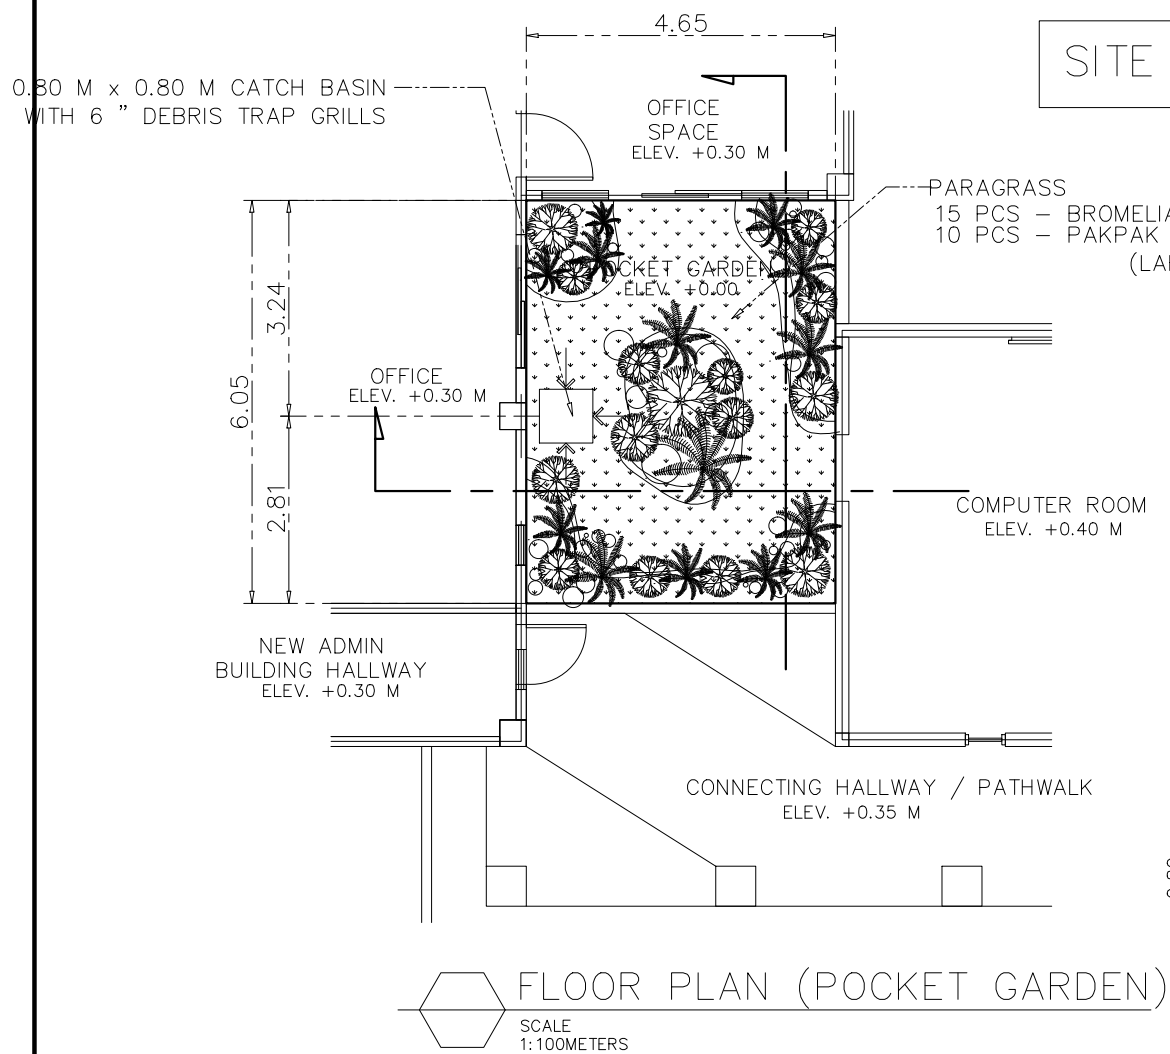 4.65
SITE
0.80 M x 0.80 M CATCH BASIN
WITH 6 " DEBRIS TRAP GRILLS
OFFICE
SPACE
ELEV. +0.30 M
PARAGRASS
15 PCS – BROMELIA
10 PCS – PAKPAK
(LA
POCKET GARDEN
ELEV. +0.00
3.24
6.05
OFFICE
ELEV. +0.30 M
2.81
COMPUTER ROOM
ELEV. +0.40 M
NEW ADMIN
BUILDING HALLWAY
ELEV. +0.30 M
CONNECTING HALLWAY / PATHWALK
ELEV. +0.35 M
FLOOR PLAN (POCKET GARDEN)
SCALE
1:100METERS